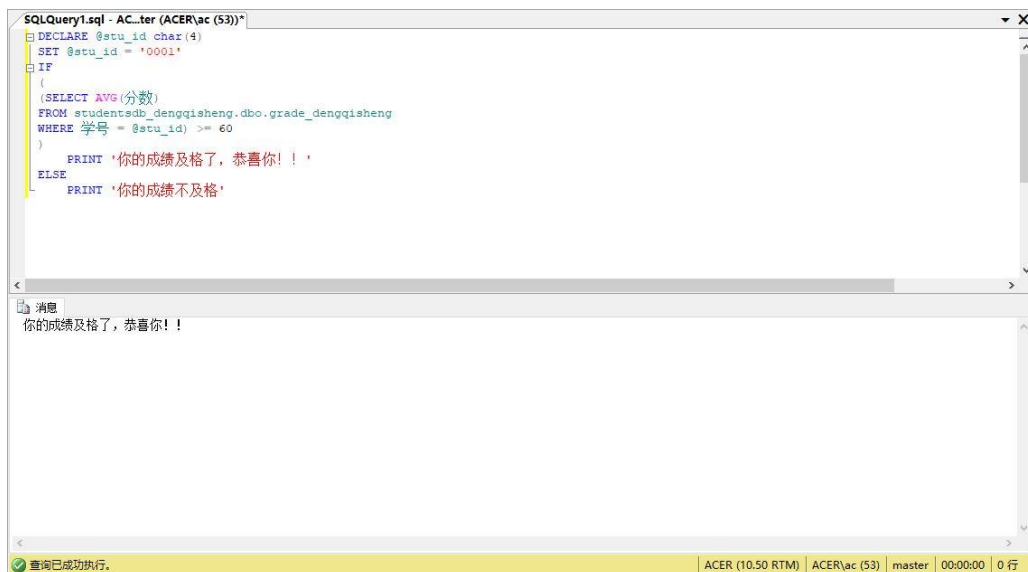 SQLQuery1.sql - AC...ter (ACER\ac (53))*
DECLARE @stu_id char(4)
SET @stu_id = '0001'
IF
(
(SELECT AVG(分数)
FROM studentsdb_dengqisheng.dbo.grade_dengqisheng
WHERE 学号 = @stu_id) >= 60
)
PRINT '你的成绩及格了，恭喜你！！'
ELSE
PRINT '你的成绩不及格'
消息
你的成绩及格了，恭喜你！！
查询已成功执行。 ACER (10.50 RTM) ACER\ac (53) master 00:00:00 0 行